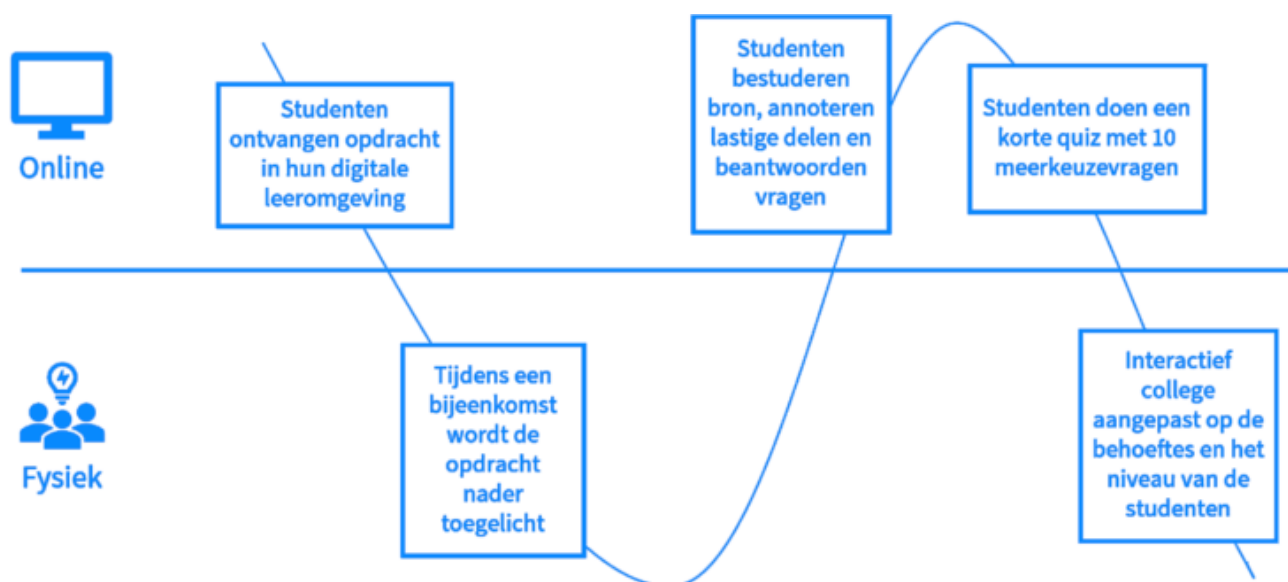 Online
Studenten
ontvangen opdracht
in hun digitale
leeromgeving
Studenten
bestuderen
bron, annoteren
lastige delen en
beantwoorden
vragen
Studenten doen een
korte quiz met 10
meerkeuzevragen
Fysiek
Tijdens een
bijeenkomst
wordt de
opdracht
nader
toegelicht
Interactief
college
aangepast op de
behoeftes en het
niveau van de
studenten